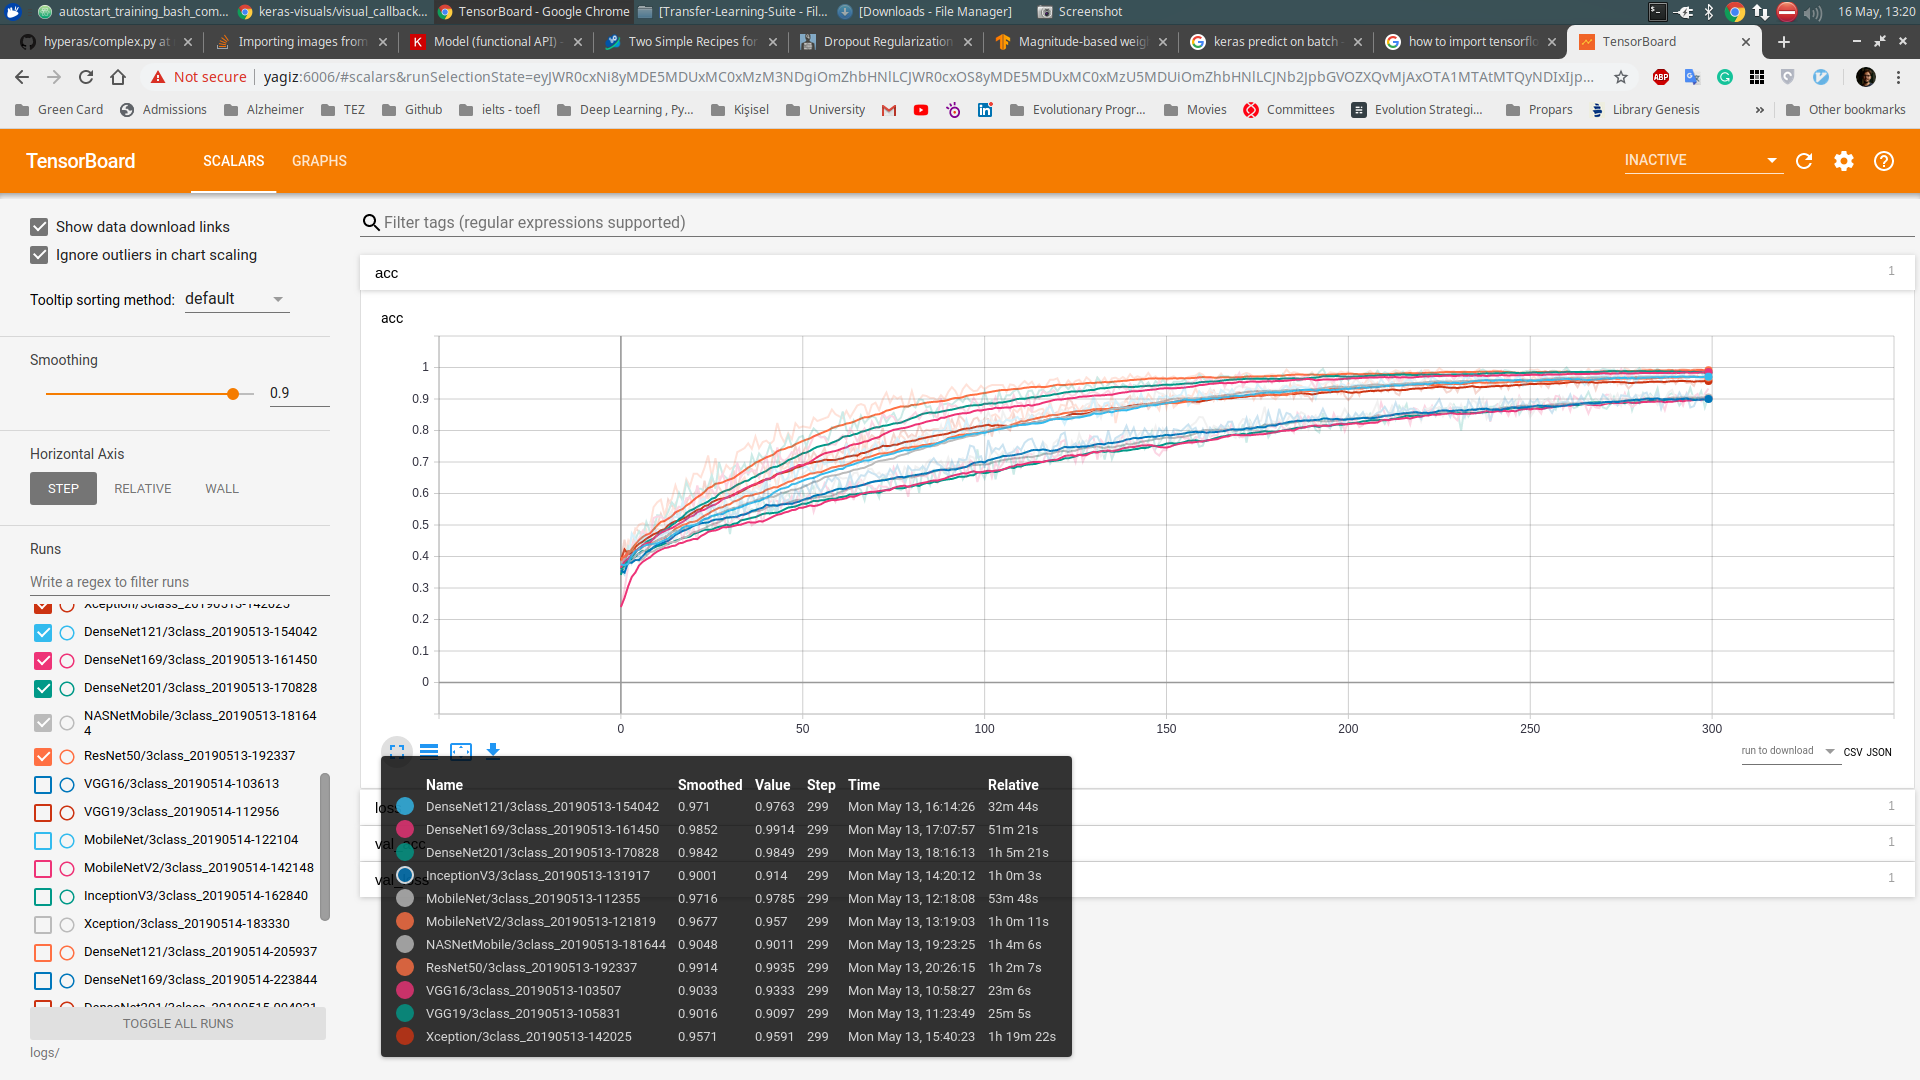 autostart_training_bash_com...
keras-visuals/visual_callback...
TensorBoard - Google Chrome
[Transfer-Learning-Suite - Fil...
[Downloads - File Manager]
Screenshot
16 May, 13:20
hyperas/complex.py at
Importing images from
Model (functional API) -
Two Simple Recipes for
Dropout Regularization
Magnitude-based weig
keras predict on batch -
how to import tensorflo
TensorBoard
Not secure
yagiz:6006/#scalars&runSelectionState=eyJWR0cxNi8yMDE5MDUxMC0xMzM3NDgiOmZhbHNlLCJWR0cxOS8yMDE5MDUxMC0xMzU5MDUiOmZhbHNlLCJNb2JpbGVOZXQvMjAxOTA1MTAtMTQyNDIxIjp...
Green Card
Admissions
Alzheimer
TEZ
Github
ielts - toefl
Deep Learning , Py...
Kişisel
University
Evolutionary Progr...
Movies
Committees
Evolution Strategi...
Propars
Library Genesis
»
Other bookmarks
TensorBoard
SCALARS
GRAPHS
INACTIVE
Show data download links
Ignore outliers in chart scaling
Tooltip sorting method: default
Smoothing
0.9
Horizontal Axis
STEP
RELATIVE
WALL
Runs
Write a regex to filter runs
Xception/3class_20190513-142025
DenseNet121/3class_20190513-154042
DenseNet169/3class_20190513-161450
DenseNet201/3class_20190513-170828
NASNetMobile/3class_20190513-18164
4
ResNet50/3class_20190513-192337
VGG16/3class_20190514-103613
VGG19/3class_20190514-112956
MobileNet/3class_20190514-122104
MobileNetV2/3class_20190514-142148
InceptionV3/3class_20190514-162840
Xception/3class_20190514-183330
DenseNet121/3class_20190514-205937
DenseNet169/3class_20190514-223844
TOGGLE ALL RUNS
logs/
Filter tags (regular expressions supported)
acc
1
acc
1
0.9
0.8
0.7
0.6
0.5
0.4
0.3
0.2
0.1
0
0
50
100
150
200
250
300
run to download
CSV JSON
loss
1
val_acc
1
val_loss
1
Name Smoothed Value Step Time Relative
DenseNet121/3class_20190513-154042 0.971 0.9763 299 Mon May 13, 16:14:26 32m 44s
DenseNet169/3class_20190513-161450 0.9852 0.9914 299 Mon May 13, 17:07:57 51m 21s
DenseNet201/3class_20190513-170828 0.9842 0.9849 299 Mon May 13, 18:16:13 1h 5m 21s
InceptionV3/3class_20190513-131917 0.9001 0.914 299 Mon May 13, 14:20:12 1h 0m 3s
MobileNet/3class_20190513-112355 0.9716 0.9785 299 Mon May 13, 12:18:08 53m 48s
MobileNetV2/3class_20190513-121819 0.9677 0.957 299 Mon May 13, 13:19:03 1h 0m 11s
NASNetMobile/3class_20190513-181644 0.9048 0.9011 299 Mon May 13, 19:23:25 1h 4m 6s
ResNet50/3class_20190513-192337 0.9914 0.9935 299 Mon May 13, 20:26:15 1h 2m 7s
VGG16/3class_20190513-103507 0.9033 0.9333 299 Mon May 13, 10:58:27 23m 6s
VGG19/3class_20190513-105831 0.9016 0.9097 299 Mon May 13, 11:23:49 25m 5s
Xception/3class_20190513-142025 0.9571 0.9591 299 Mon May 13, 15:40:23 1h 19m 22s